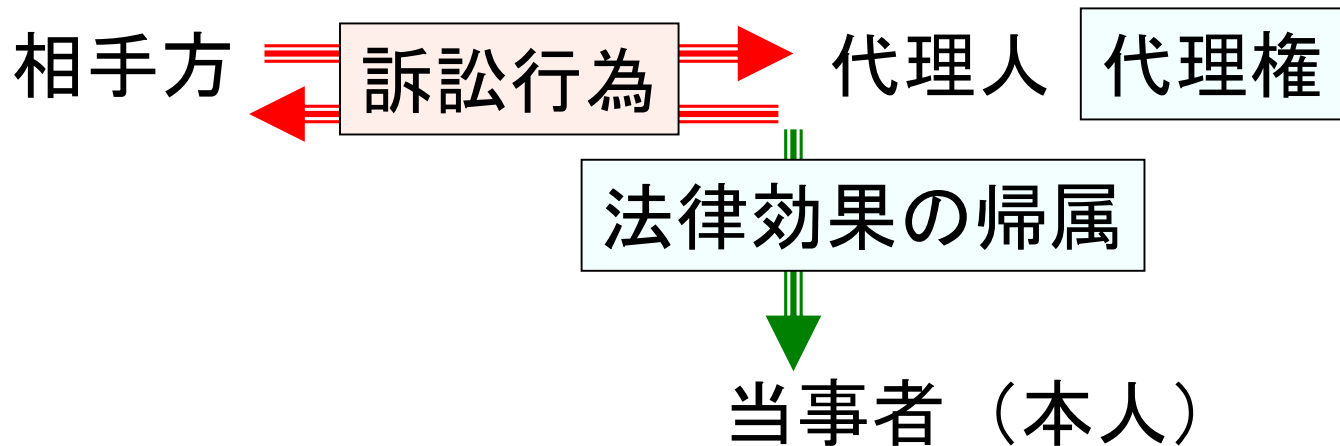 相手方 訴訟行為 代理人 代理権
法律効果の帰属
当事者（本人）